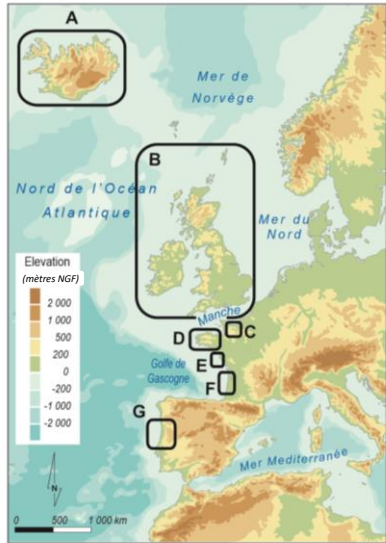 A
Mer de
Norvège
B
Nord de l'Océan
Atlantique
Mer du
Nord
Elevation
(mètres NGF)
2 000
1 000
500
200
0
-200
-1 000
-2 000
Manche
D
C
E
Golfe de
Gascogne
F
G
Mer Mediterranée
N
0 500 1 000 km